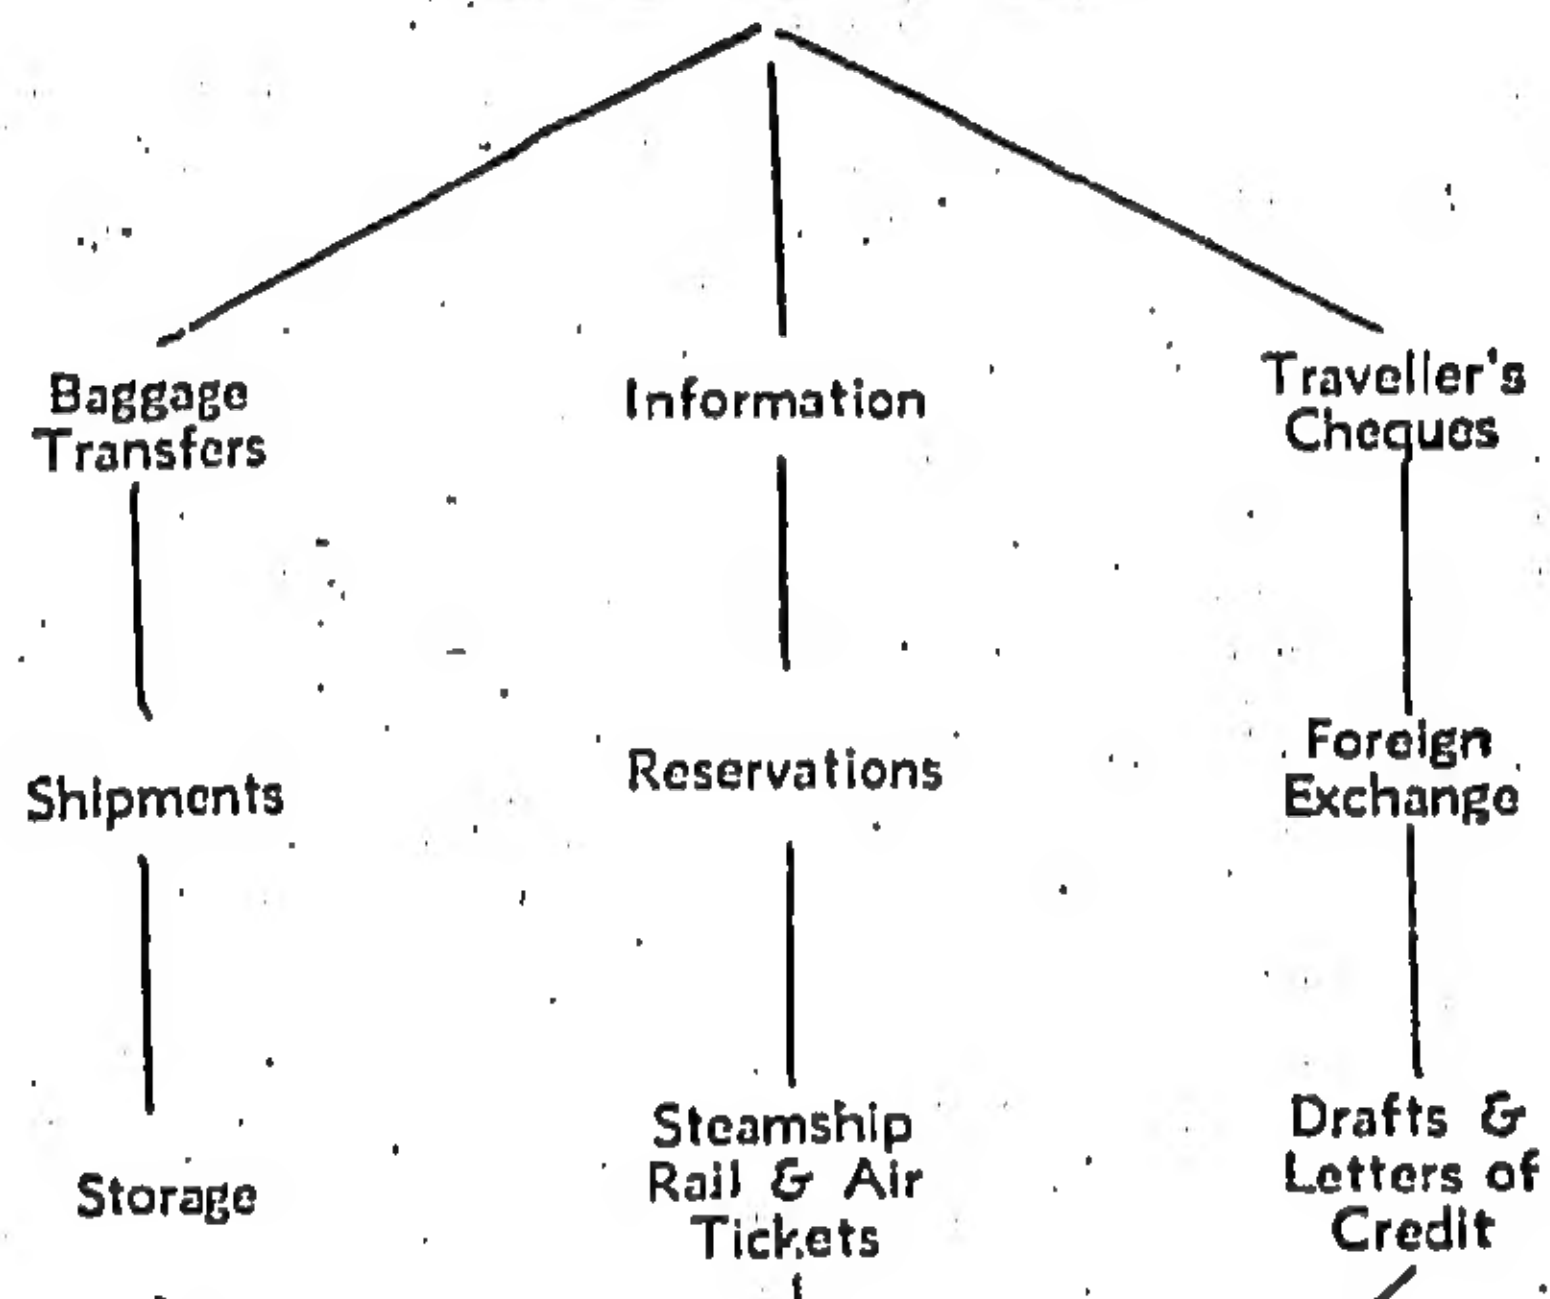 Baggage
Transfers
Information
Traveller's
Cheques
Shipments
Reservations
Foreign
Exchange
Storage
Steamship
Rail & Air
Tickets
Drafts &
Letters of
Credit